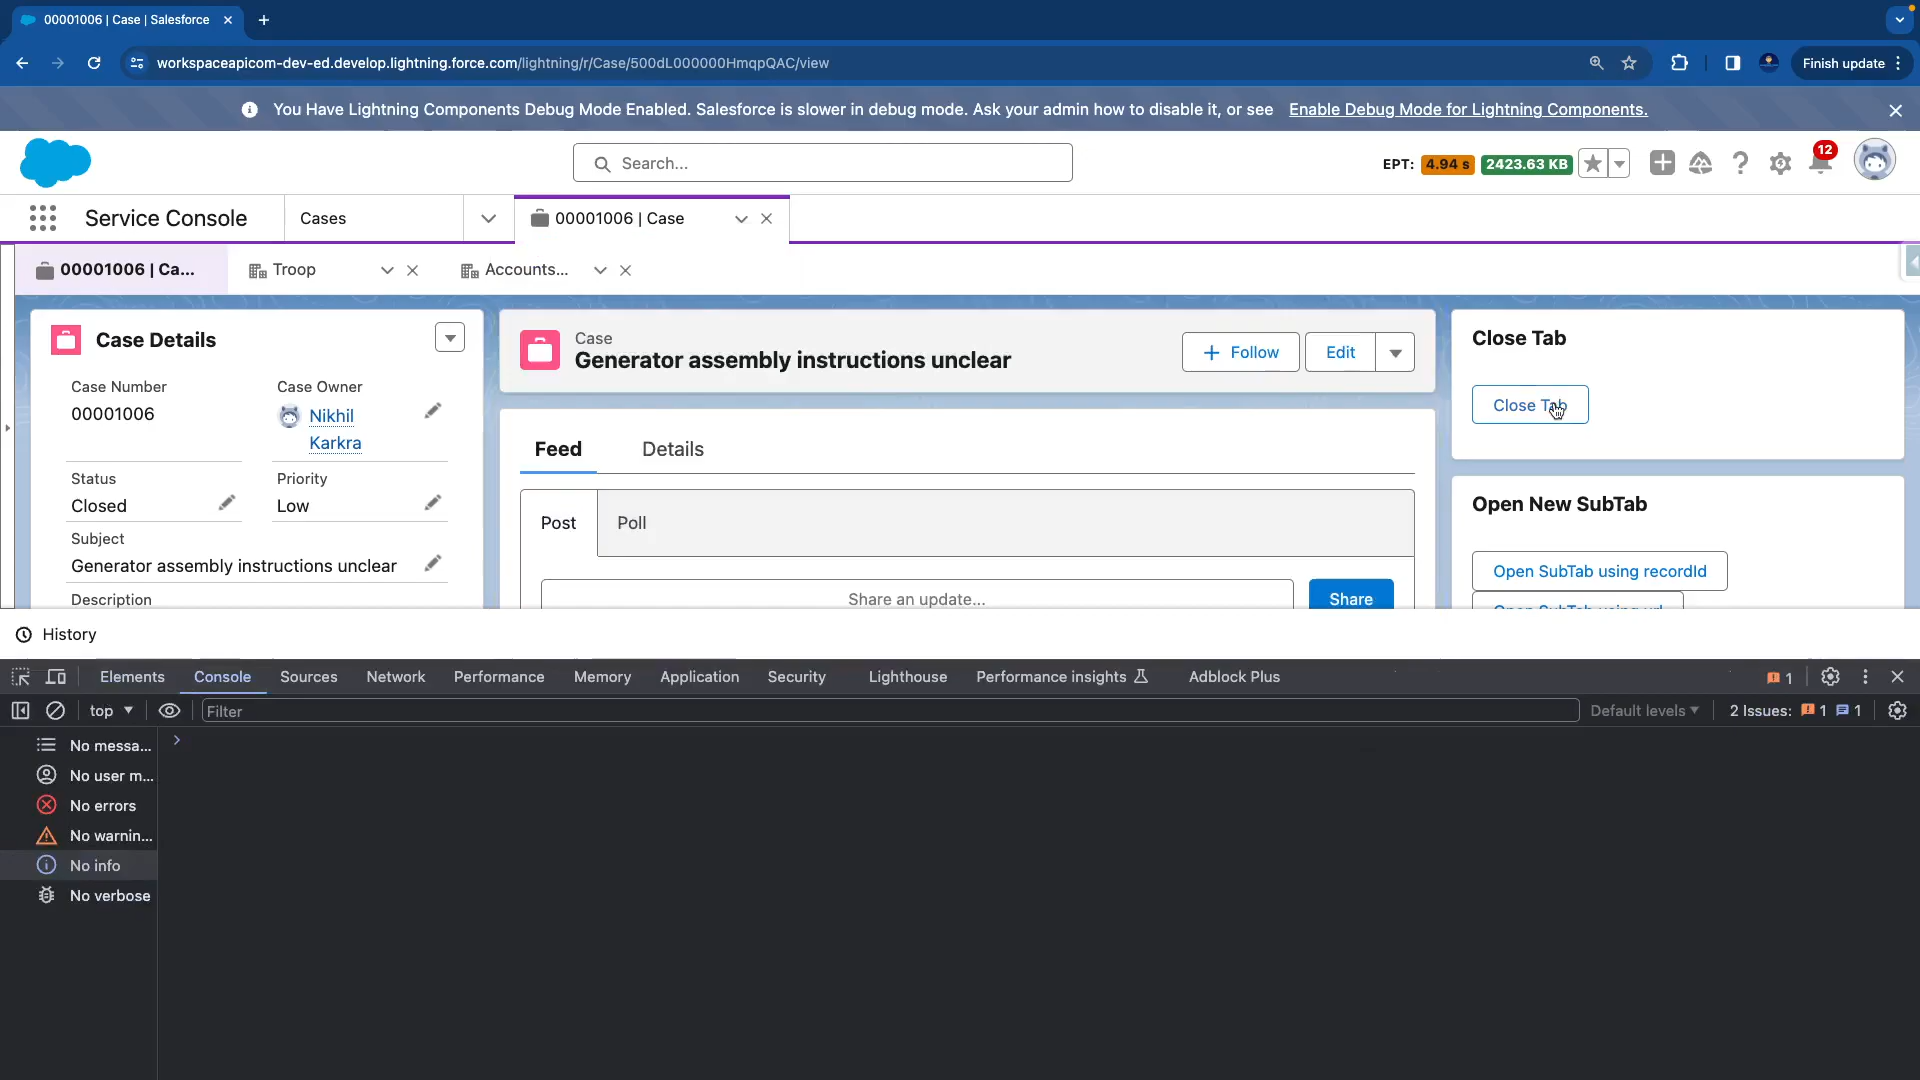 00001006 | Case | Salesforce
workspaceapicom-dev-ed.develop.lightning.force.com/lightning/r/Case/500dL000000HmqpQAC/view
Finish update
You Have Lightning Components Debug Mode Enabled. Salesforce is slower in debug mode. Ask your admin how to disable it, or see Enable Debug Mode for Lightning Components.
Search...
EPT: 4.94 s 2423.63 KB
12
Service Console
Cases
00001006 | Case
00001006 | Ca...
Troop
Accounts...
Case Details
Case Number
00001006
Case Owner
Nikhil
Karkra
Status
Closed
Priority
Low
Subject
Generator assembly instructions unclear
Description
Case
Generator assembly instructions unclear
Follow
Edit
Feed
Details
Post
Poll
Share an update...
Share
Close Tab
Close Tab
Open New SubTab
Open SubTab using recordId
Open SubTab using url
History
Elements
Console
Sources
Network
Performance
Memory
Application
Security
Lighthouse
Performance insights
Adblock Plus
1
top
Filter
Default levels
2 Issues: 1 1
No messa...
No user m...
No errors
No warnin...
No info
No verbose